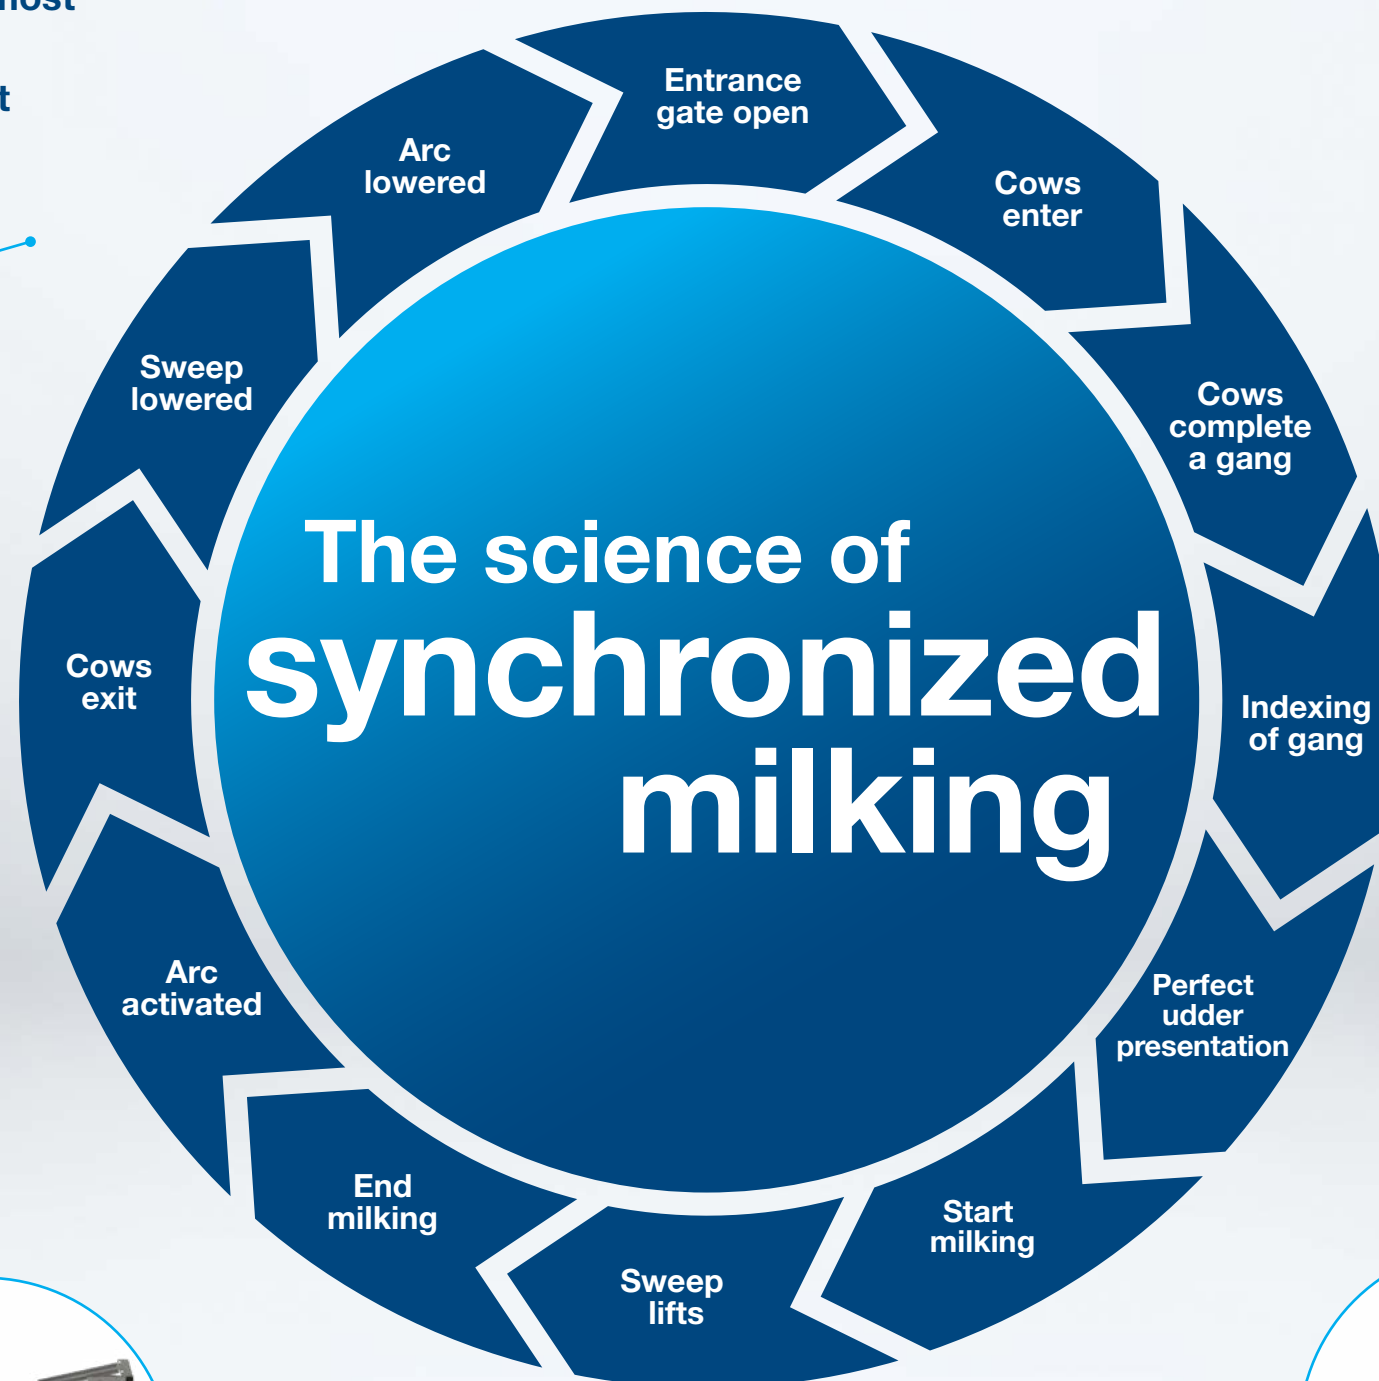 Entrance
gate open
Cows
enter
Cows
complete
a gang
Indexing
of gang
Perfect
udder
presentation
Start
milking
Sweep
lifts
End
milking
Arc
activated
Cows
exit
Sweep
lowered
Arc
lowered
The science of
synchronized
milking